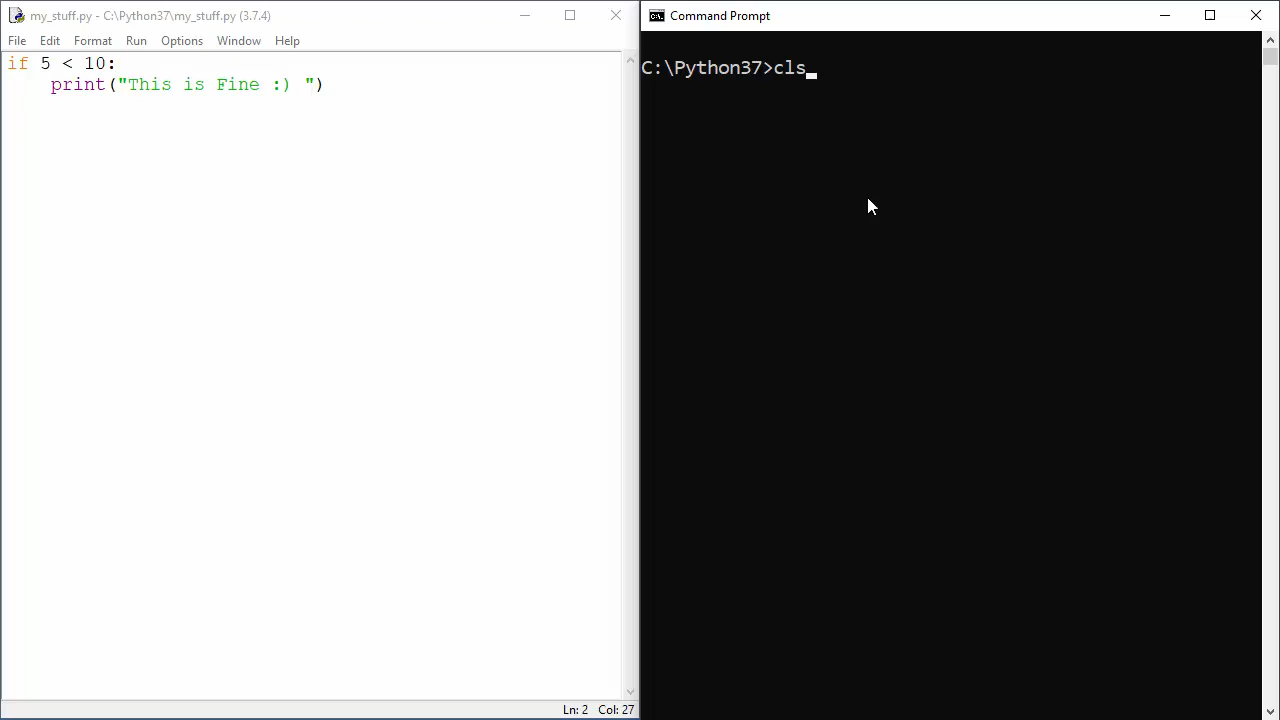 my_stuff.py - C:\Python37\my_stuff.py (3.7.4)
File Edit Format Run Options Window Help
if 5 < 10:
    print("This is Fine :) ")
Ln: 2 Col: 27
Command Prompt
C:\Python37>cls